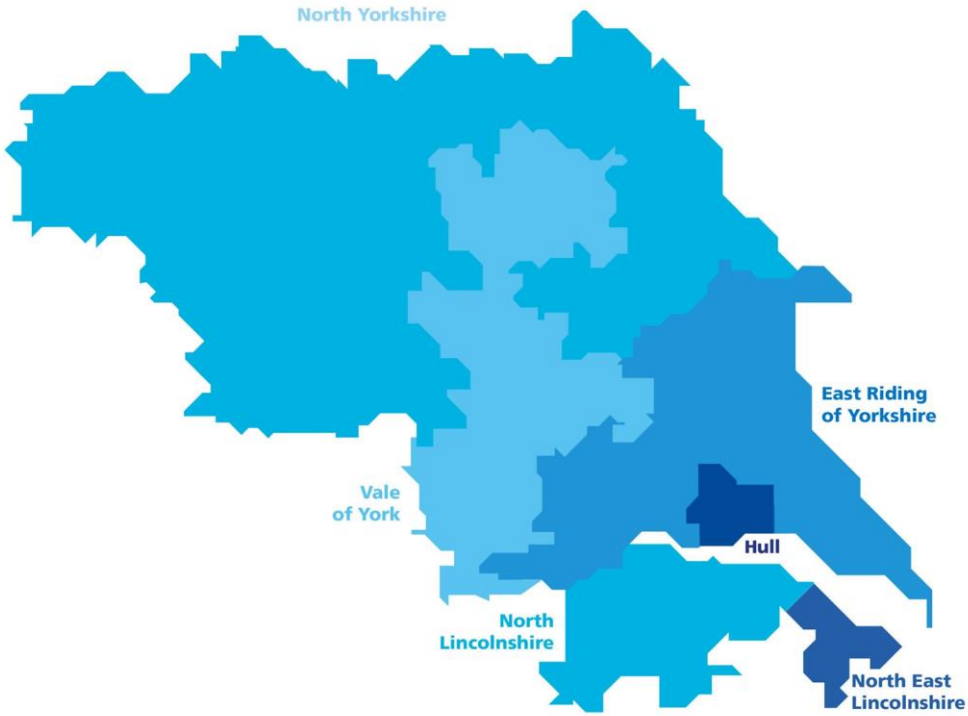 North Yorkshire
East Riding
of Yorkshire
Vale
of York
Hull
North
Lincolnshire
North East
Lincolnshire